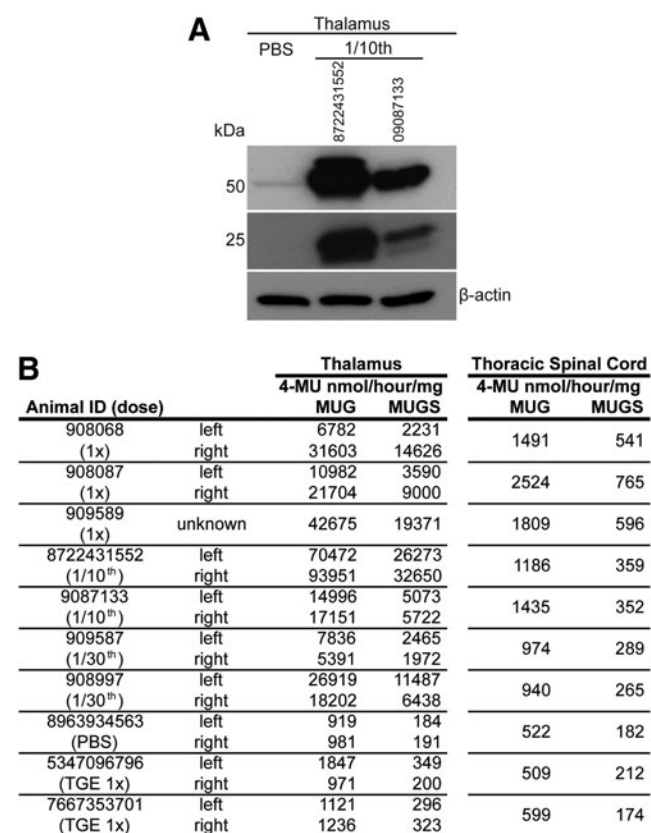 A
Thalamus
PBS 1/10th
8722431552
09087133
kDa
50
25
β-actin
B
Thalamus Thoracic Spinal Cord
4-MU nmol/hour/mg 4-MU nmol/hour/mg
Animal ID (dose) MUG MUGS MUG MUGS
908068 left 6782 2231
(1x) right 31603 14626
1491 541
908087 left 10982 3590
(1x) right 21704 9000
2524 765
909589
(1x)
unknown 42675 19371 1809 596
8722431552 left 70472 26273
(1/10th) right 93951 32650
1186 359
9087133 left 14996 5073
(1/10th) right 17151 5722
1435 352
909587 left 7836 2465
(1/30th) right 5391 1972
974 289
908997 left 26919 11487
(1/30th) right 18202 6438
940 265
8963934563 left 919 184
(PBS) right 981 191
522 182
5347096796 left 1847 349
(TGE 1x) right 971 200
509 212
7667353701 left 1121 296
(TGE 1x) right 1236 323
599 174